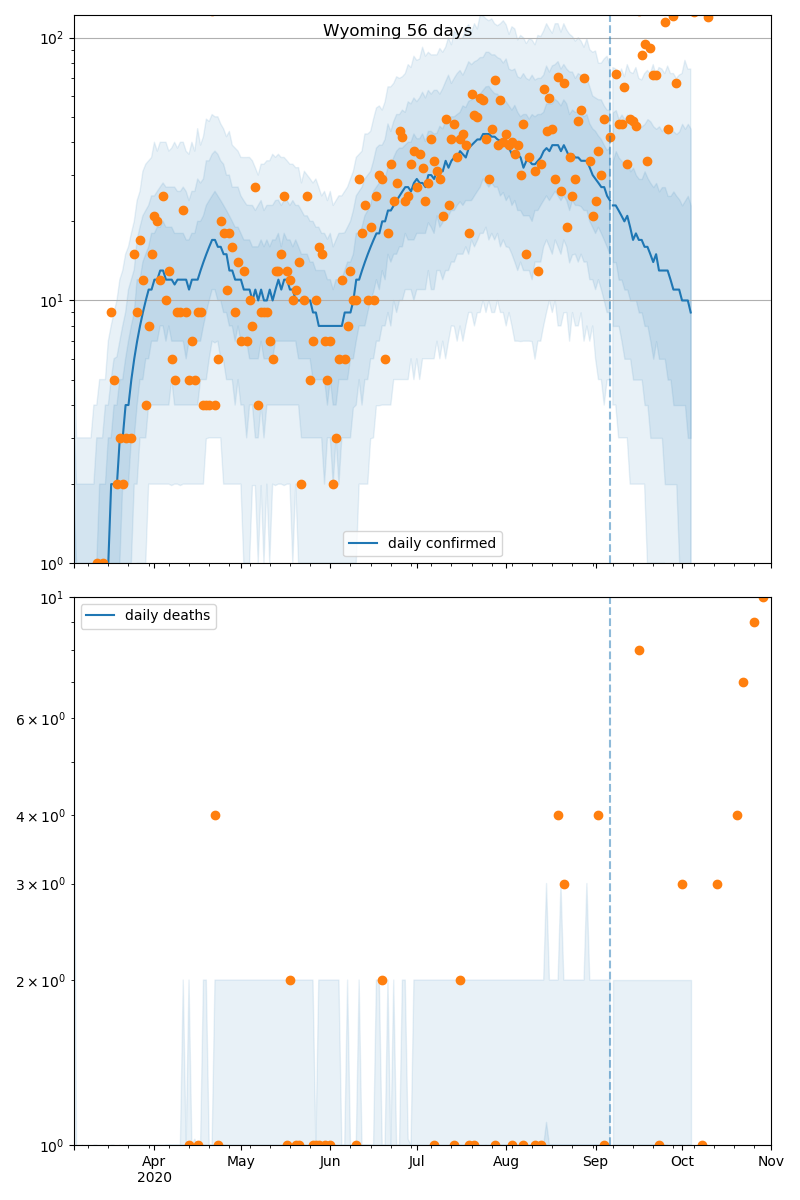 Wyoming 56 days
10²
10¹
10⁰
daily confirmed
10¹
daily deaths
6 × 10⁰
4 × 10⁰
3 × 10⁰
2 × 10⁰
10⁰
Apr May Jun Jul Aug Sep Oct Nov
2020